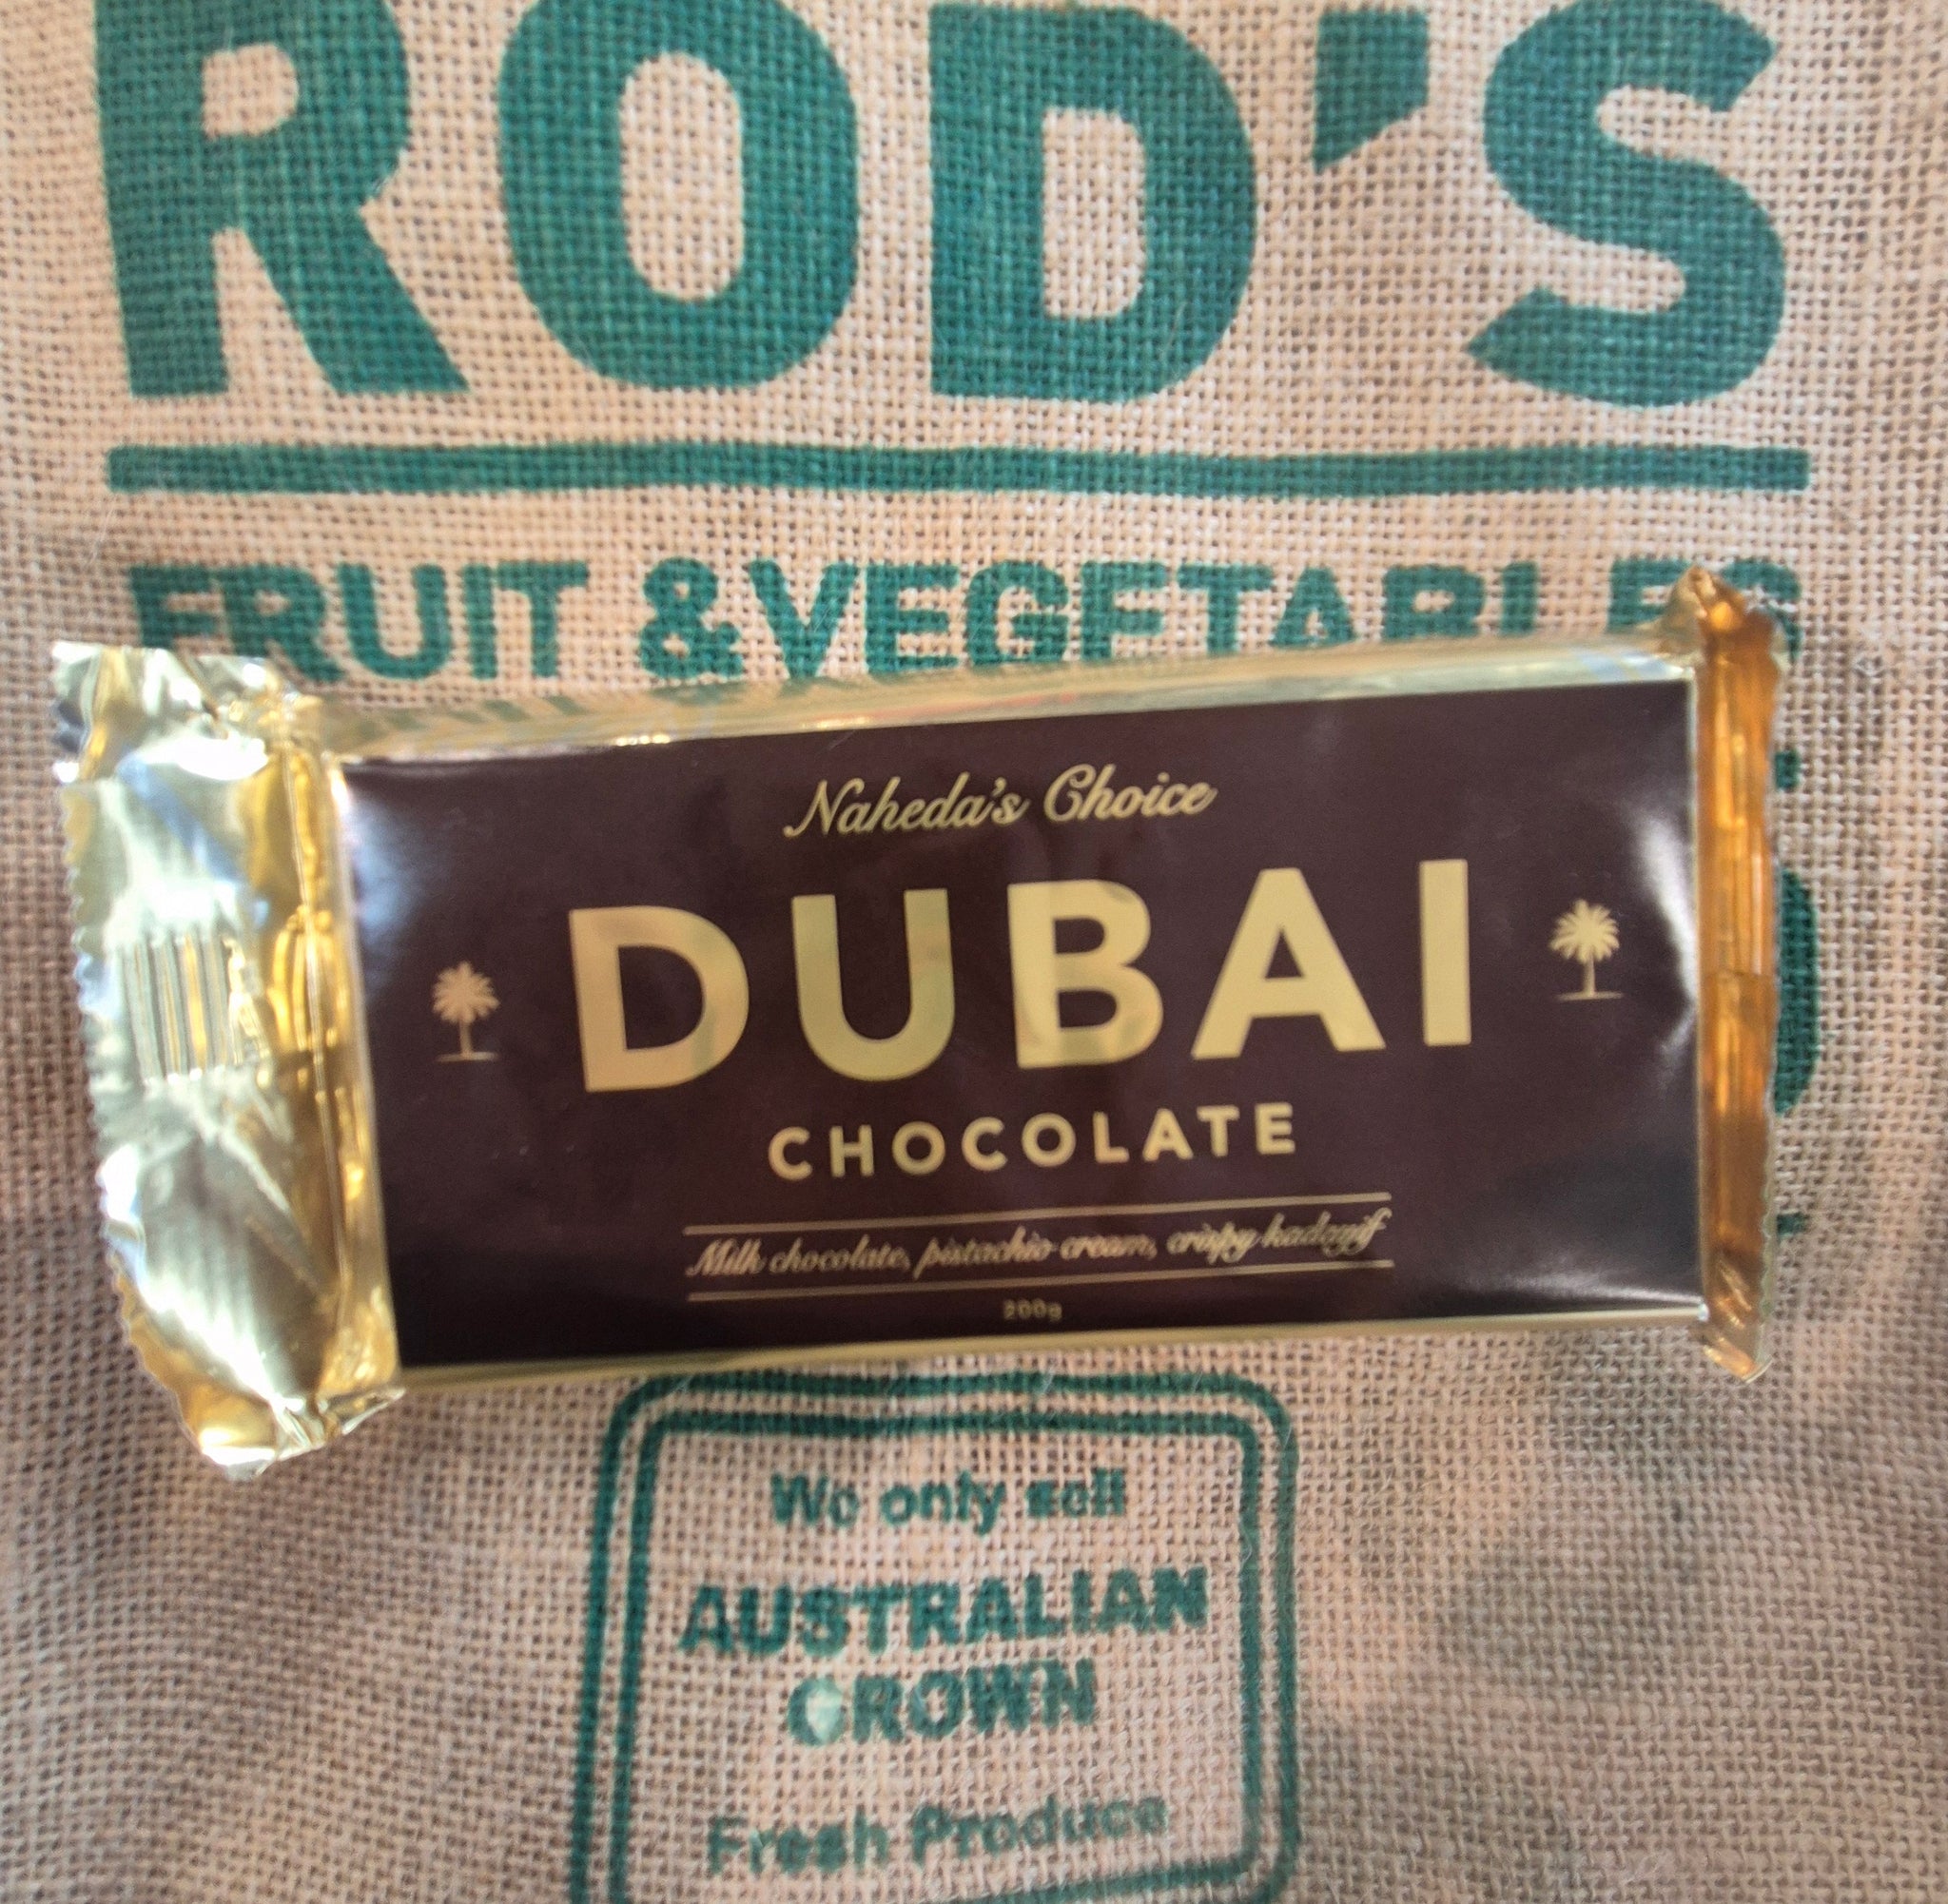 ROD'S
FRUIT & VEGETABLES
Naheda's Choice
DUBAI
CHOCOLATE
Milk chocolate, pistachio cream, crispy kadayif
200g
We only sell
AUSTRALIAN
GROWN
Fresh Produce